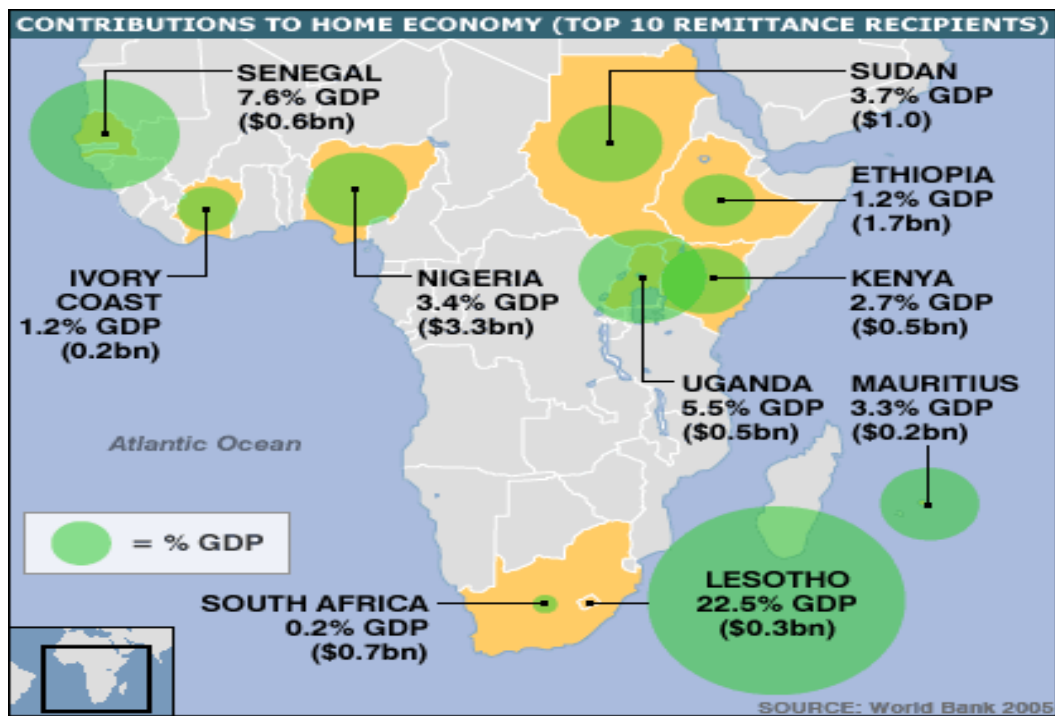 CONTRIBUTIONS TO HOME ECONOMY (TOP 10 REMITTANCE RECIPIENTS)
SENEGAL
7.6% GDP
($0.6bn)
SUDAN
3.7% GDP
($1.0)
ETHIOPIA
1.2% GDP
(1.7bn)
IVORY
COAST
1.2% GDP
(0.2bn)
NIGERIA
3.4% GDP
($3.3bn)
KENYA
2.7% GDP
($0.5bn)
UGANDA
5.5% GDP
($0.5bn)
MAURITIUS
3.3% GDP
($0.2bn)
Atlantic Ocean
= % GDP
SOUTH AFRICA
0.2% GDP
($0.7bn)
LESOTHO
22.5% GDP
($0.3bn)
SOURCE: World Bank 2005